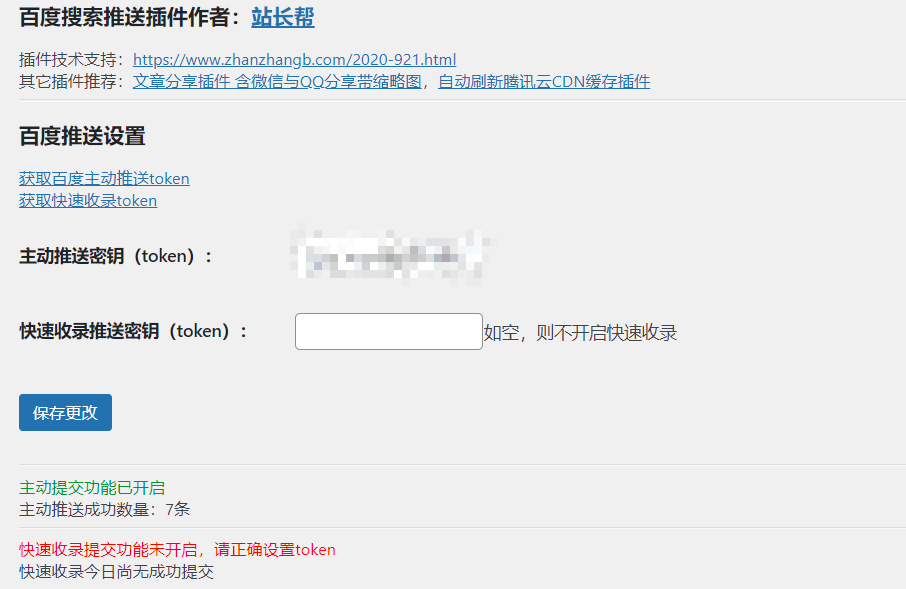 百度搜索推送插件作者：站长帮
插件技术支持：https://www.zhanzhangb.com/2020-921.html
其它插件推荐：文章分享插件 含微信与QQ分享带缩略图，自动刷新腾讯云CDN缓存插件
百度推送设置
获取百度主动推送token
获取快速收录token
主动推送密钥（token）：
快速收录推送密钥（token）： 如空，则不开启快速收录
保存更改
主动提交功能已开启
主动推送成功数量：7条
快速收录提交功能未开启，请正确设置token
快速收录今日尚无成功提交